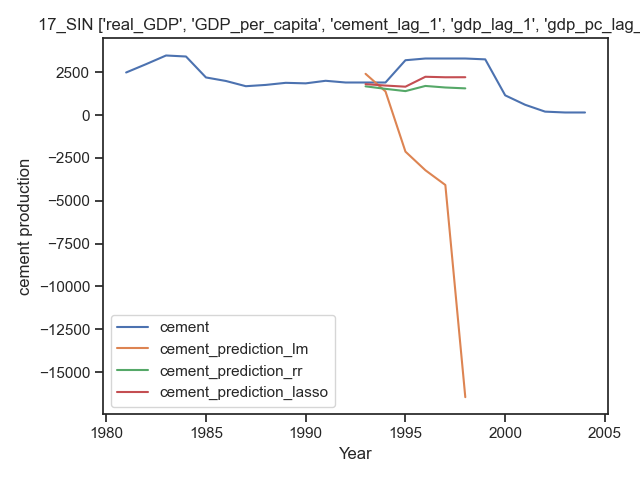 17_SIN ['real_GDP', 'GDP_per_capita', 'cement_lag_1', 'gdp_lag_1', 'gdp_pc_lag_
2500
0
−2500
−5000
−7500
−10000
−12500
−15000
cement production
cement
cement_prediction_lm
cement_prediction_rr
cement_prediction_lasso
1980 1985 1990 1995 2000 2005
Year